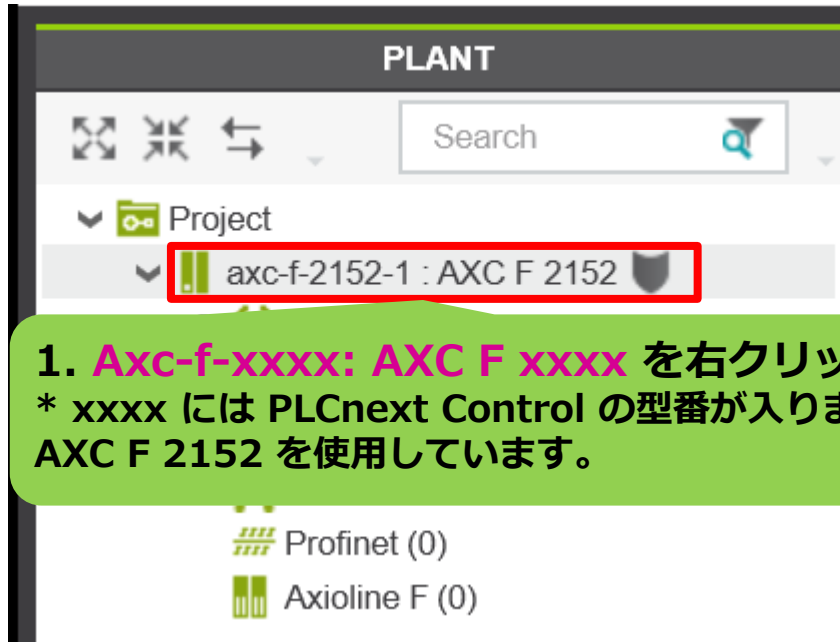 PLANT
Search
Project
axc-f-2152-1 : AXC F 2152
1. Axc-f-xxxx: AXC F xxxx を右クリッ
* xxxx には PLCnext Control の型番が入りま
AXC F 2152 を使用しています。
Profinet (0)
Axioline F (0)